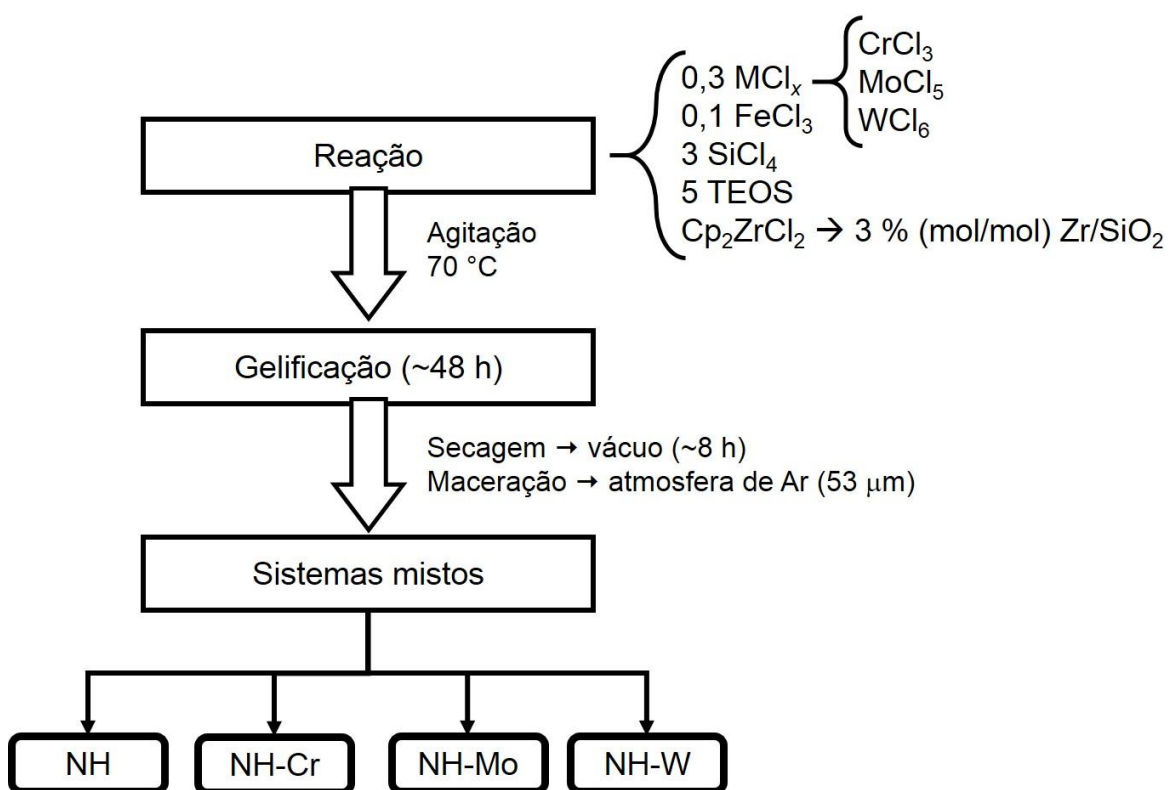 Reação
0,3 MClₓ
0,1 FeCl₃
3 SiCl₄
5 TEOS
Cp₂ZrCl₂ → 3 % (mol/mol) Zr/SiO₂
CrCl₃
MoCl₅
WCl₆
Agitação
70 °C
Gelificação (~48 h)
Secagem → vácuo (~8 h)
Maceração → atmosfera de Ar (53 μm)
Sistemas mistos
NH
NH-Cr
NH-Mo
NH-W